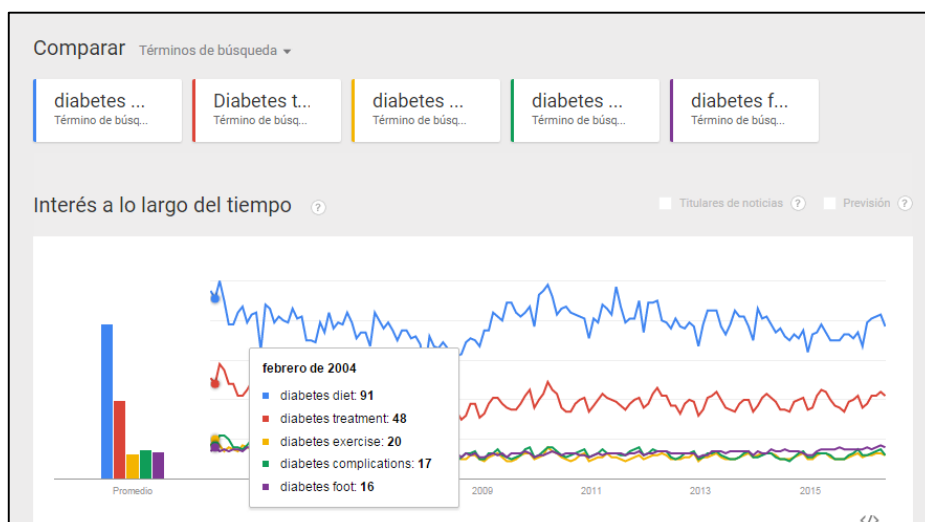 Comparar Términos de búsqueda
diabetes ... Diabetes t... diabetes ... diabetes ... diabetes f...
Término de búsq... Término de búsq... Término de búsq... Término de búsq... Término de búsq...
Interés a lo largo del tiempo ?
Titulares de noticias ? Previsión ?
febrero de 2004
diabetes diet: 91
diabetes treatment: 48
diabetes exercise: 20
diabetes complications: 17
diabetes foot: 16
Promedio 2009 2011 2013 2015
</>